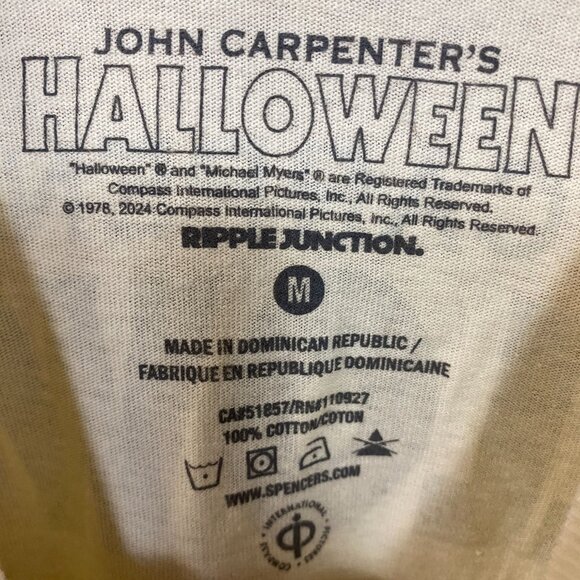 JOHN CARPENTER'S
HALLOWEEN
"Halloween" ® and "Michael Myers" ® are Registered Trademarks of
Compass International Pictures, Inc., All Rights Reserved.
© 1978, 2024 Compass International Pictures, Inc., All Rights Reserved.
RIPPLE JUNCTION.
M
MADE IN DOMINICAN REPUBLIC /
FABRIQUE EN REPUBLIQUE DOMINICAINE
CA#51857/RN#110927
100% COTTON/COTON
WWW.SPENCERS.COM
COMPASS INTERNATIONAL PICTURES